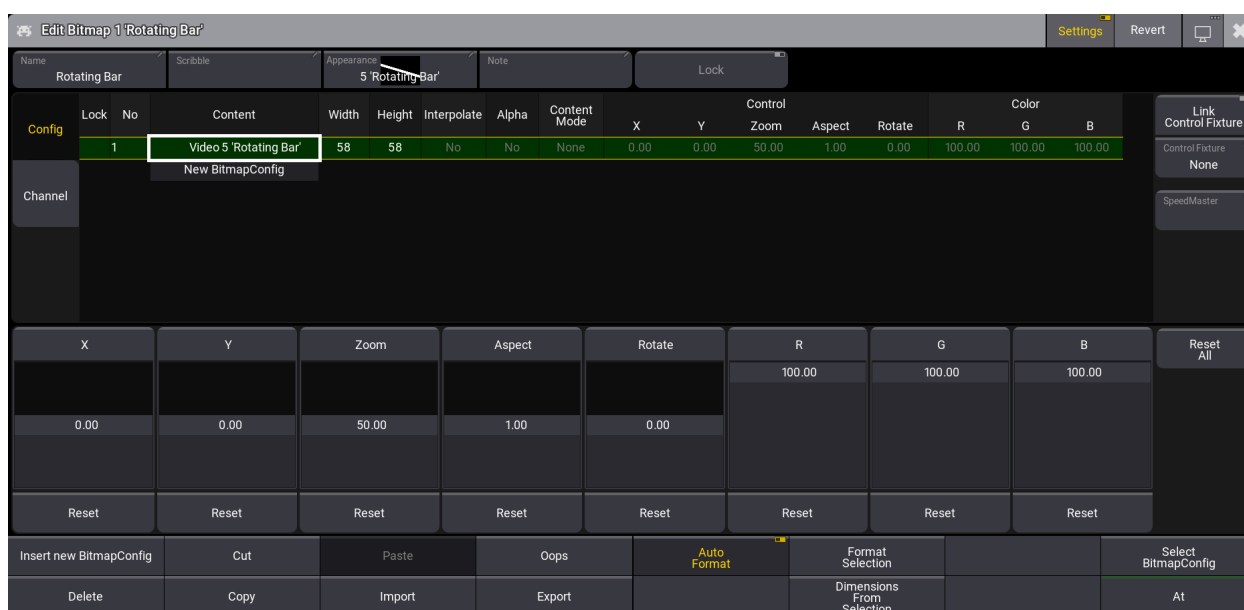 Edit Bitmap 1 'Rotating Bar'
Settings
Revert
Name
Rotating Bar
Scribble
Appearance
5 'Rotating Bar'
Note
Lock
Config
Channel
Lock No Content Width Height Interpolate Alpha Content Mode Control Color
X Y Zoom Aspect Rotate R G B
1 Video 5 'Rotating Bar' 58 58 No No None 0.00 0.00 50.00 1.00 0.00 100.00 100.00 100.00
New BitmapConfig
Link
Control Fixture
Control Fixture
None
SpeedMaster
X Y Zoom Aspect Rotate R G B
Reset
All
100.00 100.00 100.00
0.00 0.00 50.00 1.00 0.00
Reset Reset Reset Reset Reset Reset Reset Reset
Insert new BitmapConfig Cut Paste Oops
Auto
Format
Format
Selection
Select
BitmapConfig
Delete Copy Import Export
Dimensions
From
Selection
At